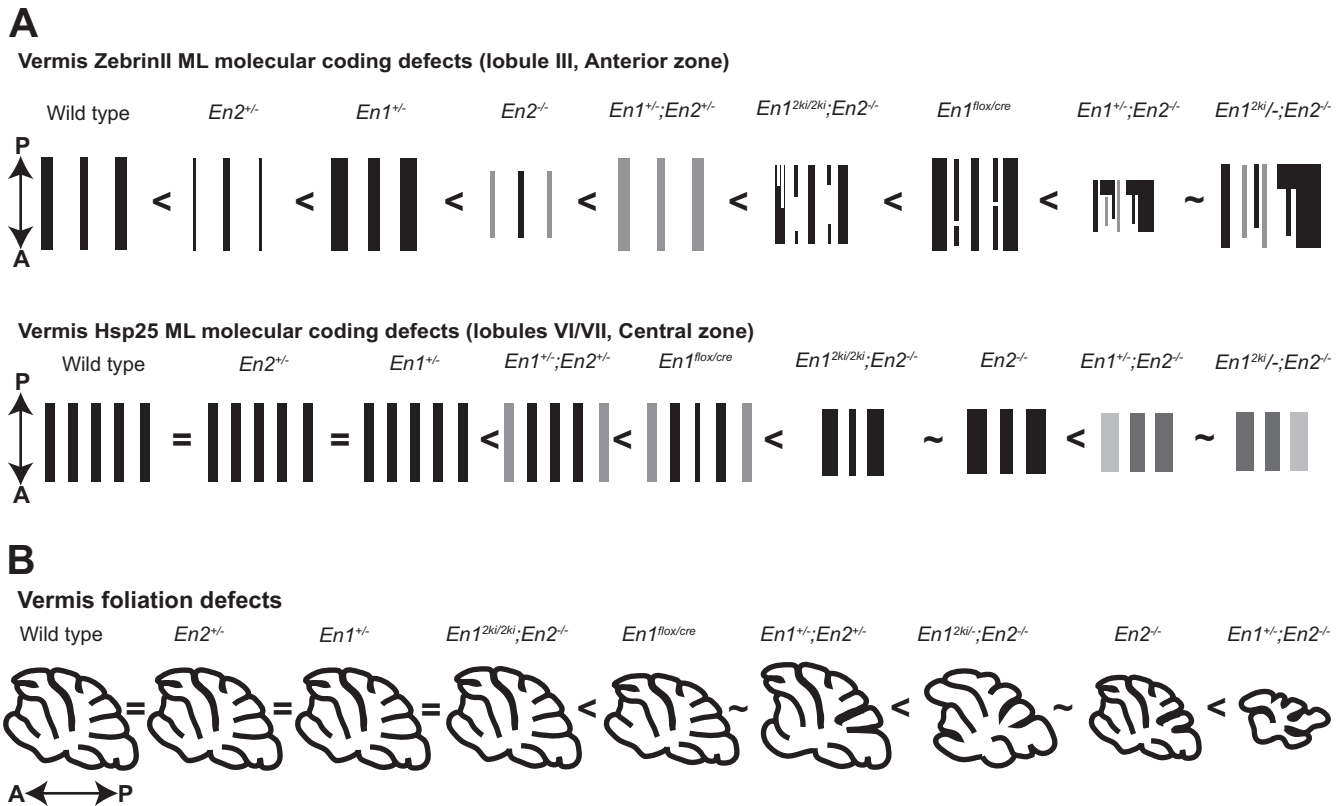 A
Vermis ZebrinII ML molecular coding defects (lobule III, Anterior zone)
Wild type En2+/- En1+/- En2-/- En1+/-;En2+/- En12ki/2ki;En2-/- En1flox/cre En1+/-;En2-/- En12ki/-;En2-/-
P
< < < < < < < ~
A
Vermis Hsp25 ML molecular coding defects (lobules VI/VII, Central zone)
Wild type En2+/- En1+/- En1+/-;En2+/- En1flox/cre En12ki/2ki;En2-/- En2-/- En1+/-;En2-/- En12ki/-;En2-/-
P
= = < < < ~ < ~
A
B
Vermis foliation defects
Wild type En2+/- En1+/- En12ki/2ki;En2-/- En1flox/cre En1+/-;En2+/- En12ki/-;En2-/- En2-/- En1+/-;En2-/-
= = = < ~ < ~ <
A P